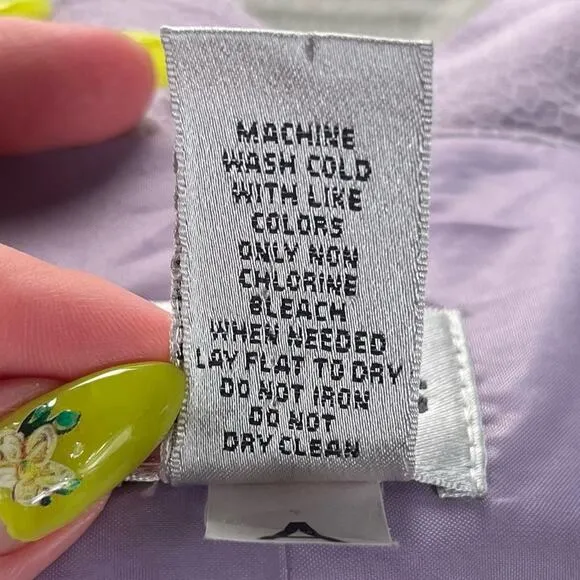 MACHINE
WASH COLD
WITH LIKE
COLORS
ONLY NON
CHLORINE
BLEACH
WHEN NEEDED
LAY FLAT TO DRY
DO NOT IRON
DO NOT
DRY CLEAN